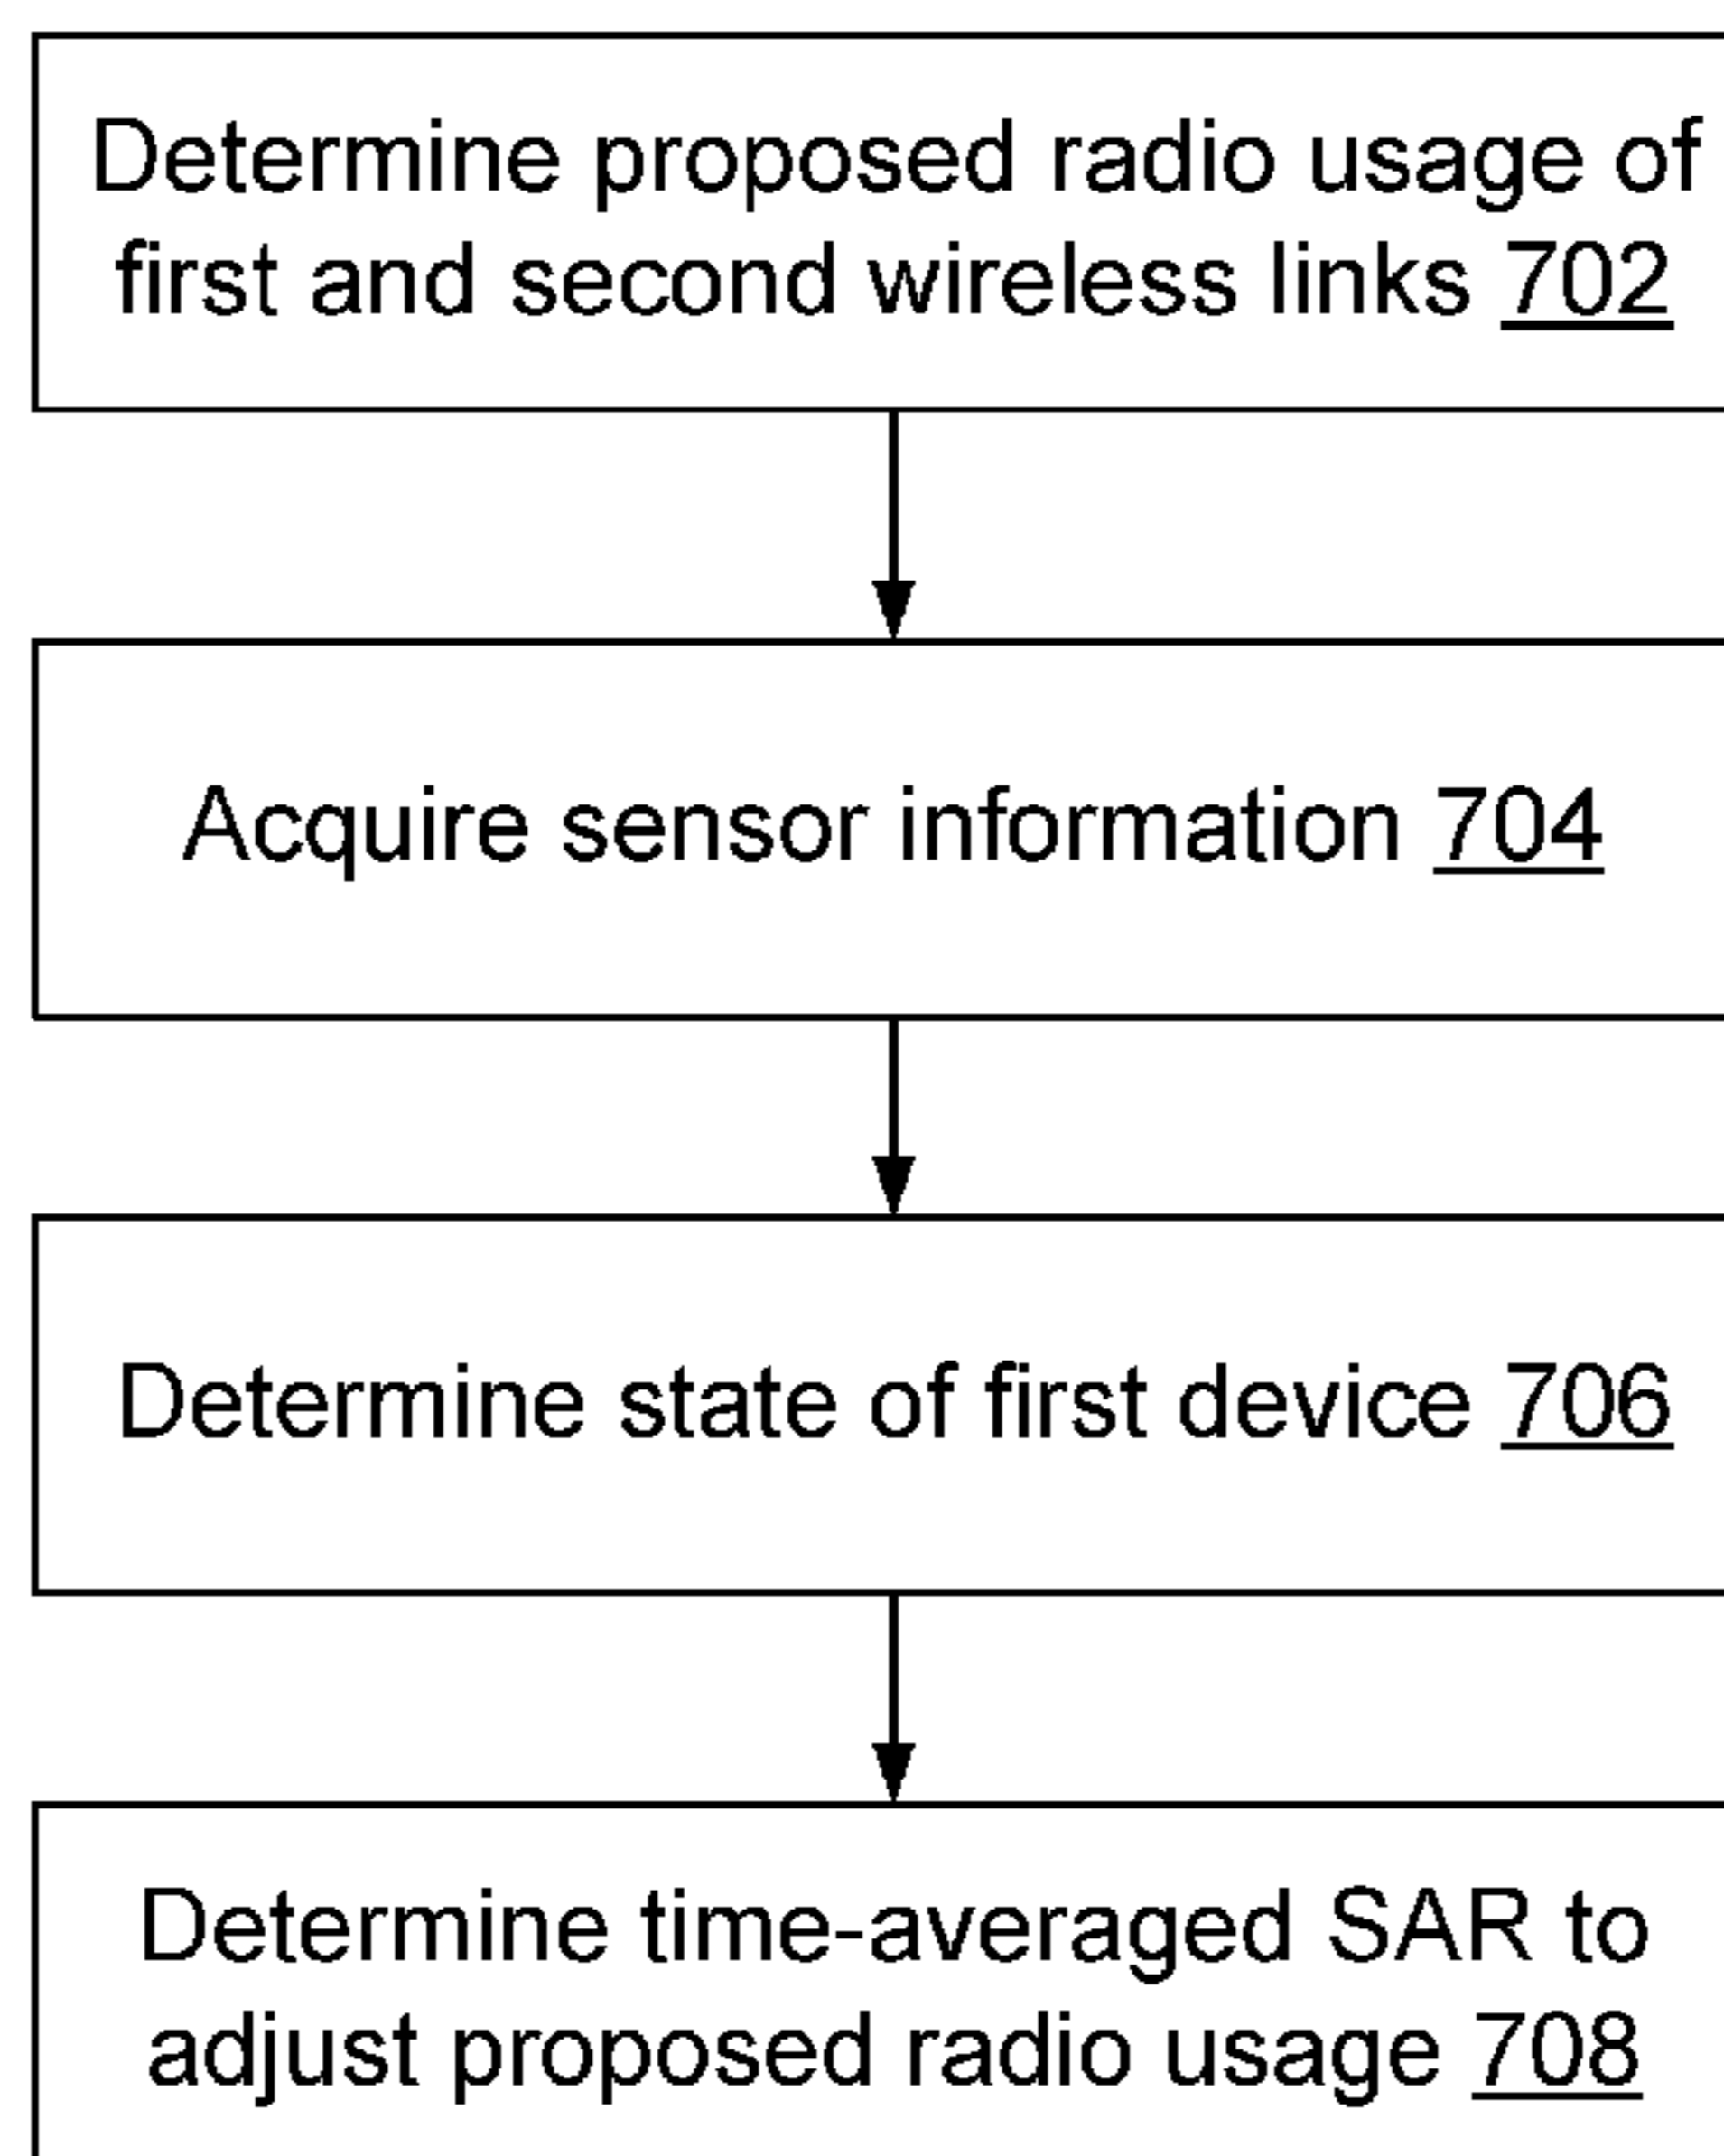 Determine proposed radio usage of
first and second wireless links 702
Acquire sensor information 704
Determine state of first device 706
Determine time-averaged SAR to
adjust proposed radio usage 708